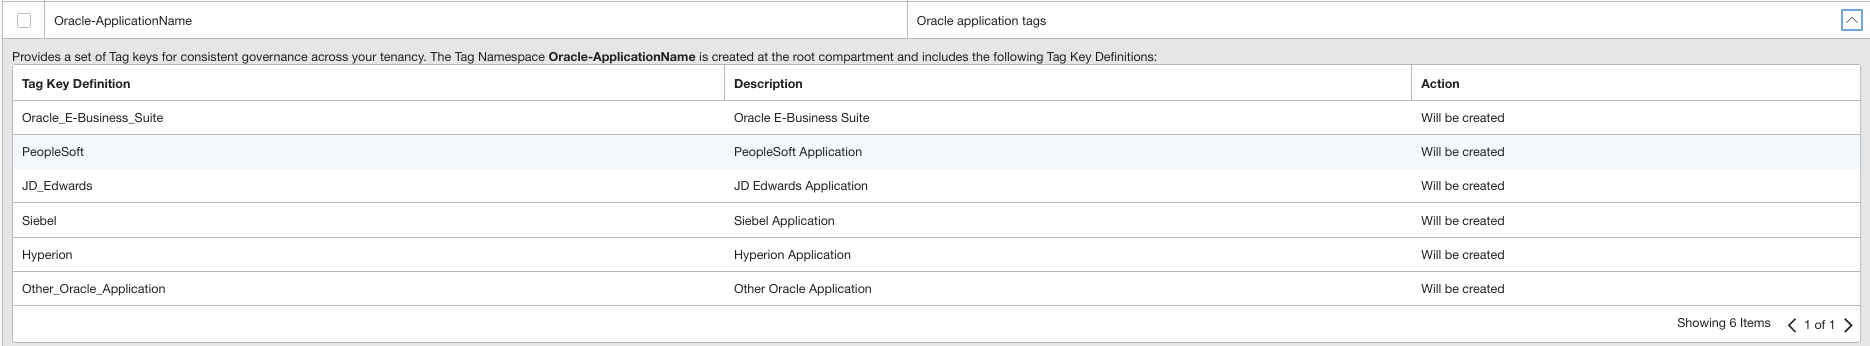 Oracle-ApplicationName Oracle application tags
Provides a set of Tag keys for consistent governance across your tenancy. The Tag Namespace Oracle-ApplicationName is created at the root compartment and includes the following Tag Key Definitions:
Tag Key Definition Description Action
Oracle_E-Business_Suite Oracle E-Business Suite Will be created
PeopleSoft PeopleSoft Application Will be created
JD_Edwards JD Edwards Application Will be created
Siebel Siebel Application Will be created
Hyperion Hyperion Application Will be created
Other_Oracle_Application Other Oracle Application Will be created
Showing 6 Items 1 of 1